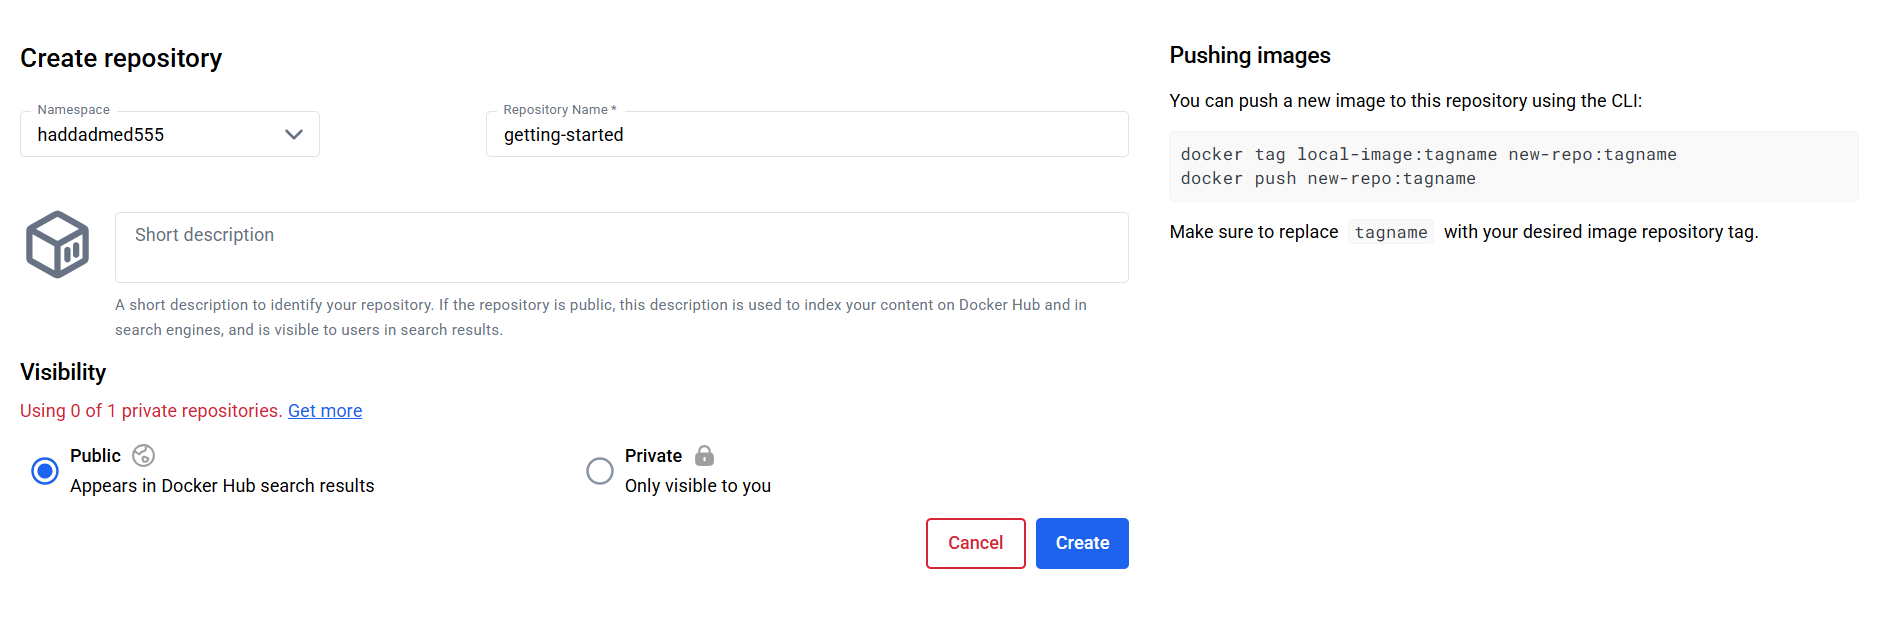 Create repository
Namespace
haddadmed555
Repository Name *
getting-started
Short description
A short description to identify your repository. If the repository is public, this description is used to index your content on Docker Hub and in
search engines, and is visible to users in search results.
Visibility
Using 0 of 1 private repositories. Get more
Public
Appears in Docker Hub search results
Private
Only visible to you
Cancel
Create
Pushing images
You can push a new image to this repository using the CLI:
docker tag local-image:tagname new-repo:tagname
docker push new-repo:tagname
Make sure to replace tagname with your desired image repository tag.